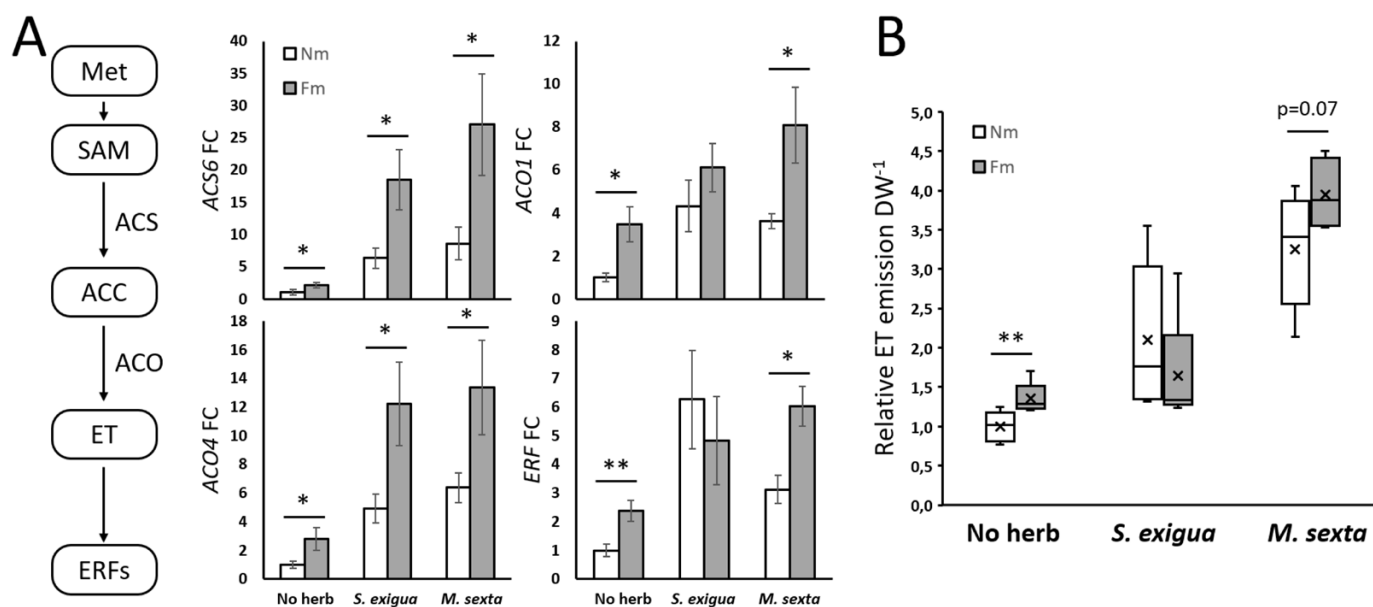 A
Met
SAM
ACS
ACC
ACO
ET
ERFs
ACS6 FC
40
35
30
25
20
15
10
5
0
Nm
Fm
*
*
*
ACO1 FC
12
10
8
6
4
2
0
*
*
ACO4 FC
18
16
14
12
10
8
6
4
2
0
*
*
*
No herb S. exigua M. sexta
ERF FC
9
8
7
6
5
4
3
2
1
0
**
*
No herb S. exigua M. sexta
B
Relative ET emission DW-1
5,0
4,5
4,0
3,5
3,0
2,5
2,0
1,5
1,0
0,5
0,0
Nm
Fm
**
p=0.07
No herb S. exigua M. sexta